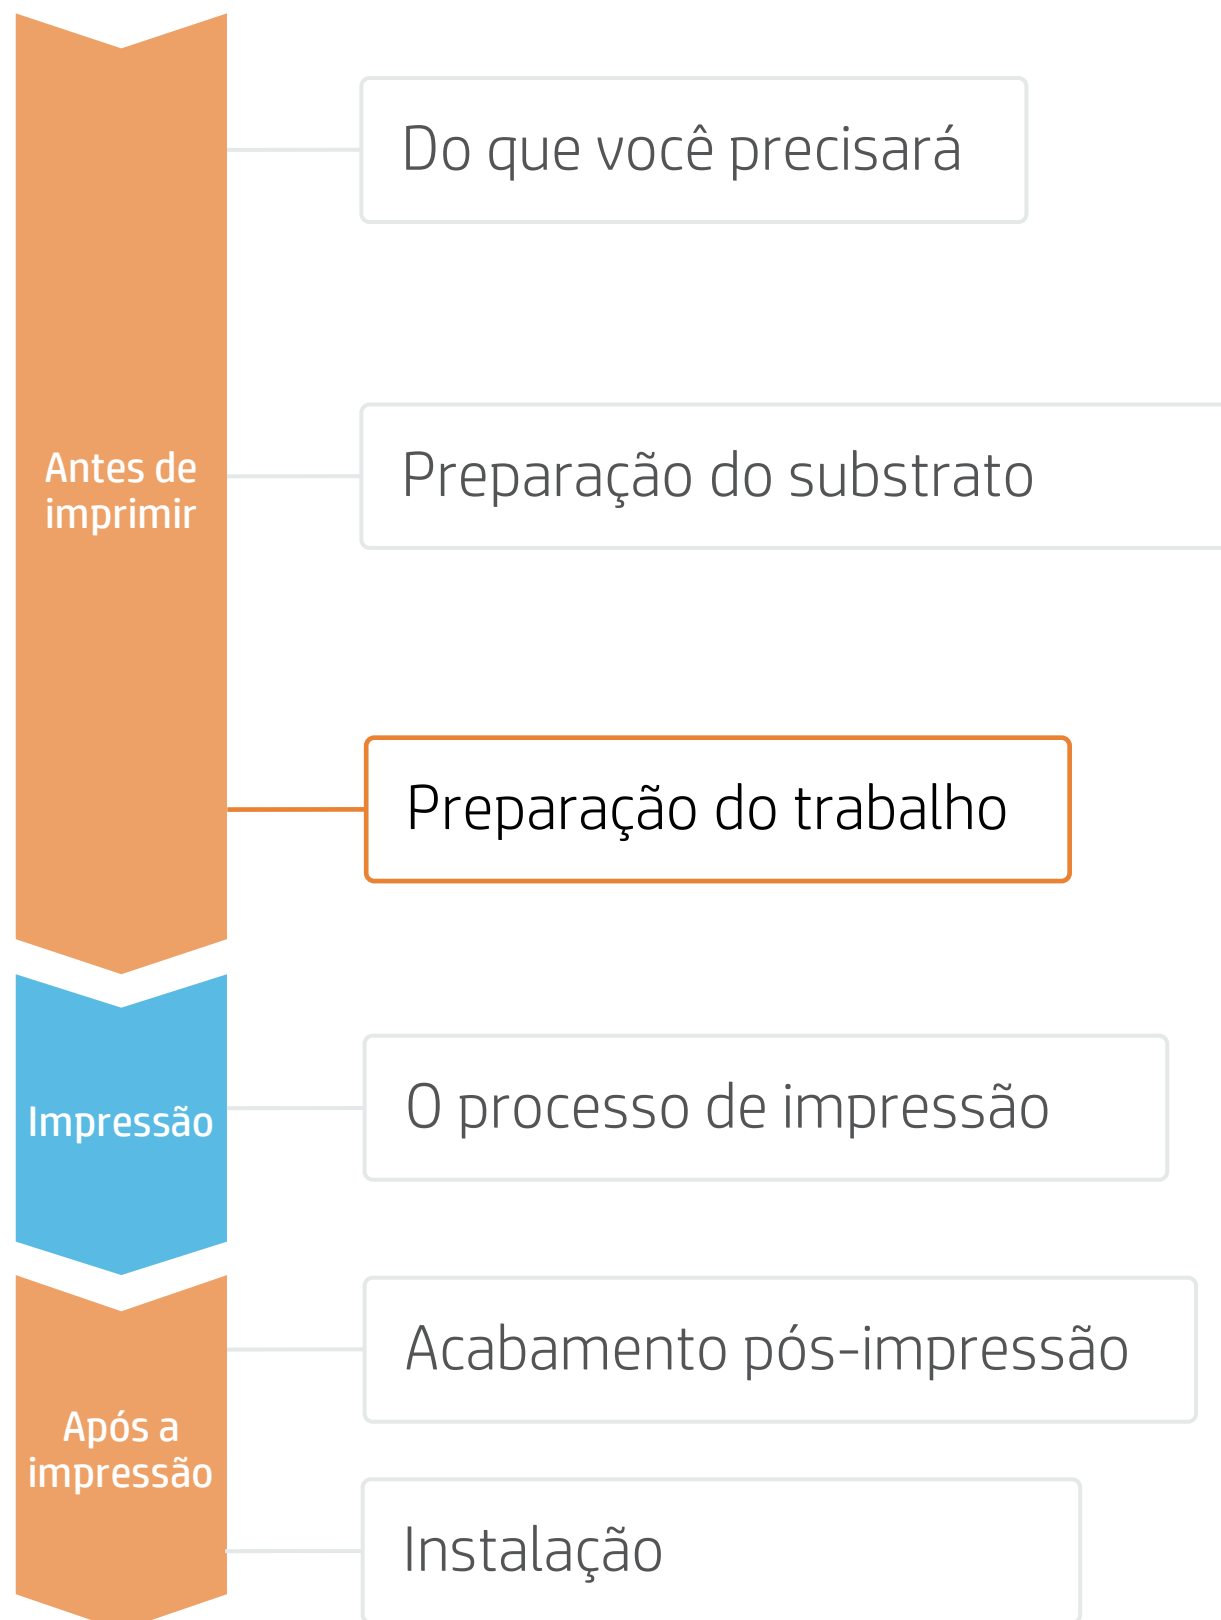 Do que você precisará
Antes de
imprimir
Preparação do substrato
Preparação do trabalho
Impressão
O processo de impressão
Acabamento pós-impressão
Após a
impressão
Instalação